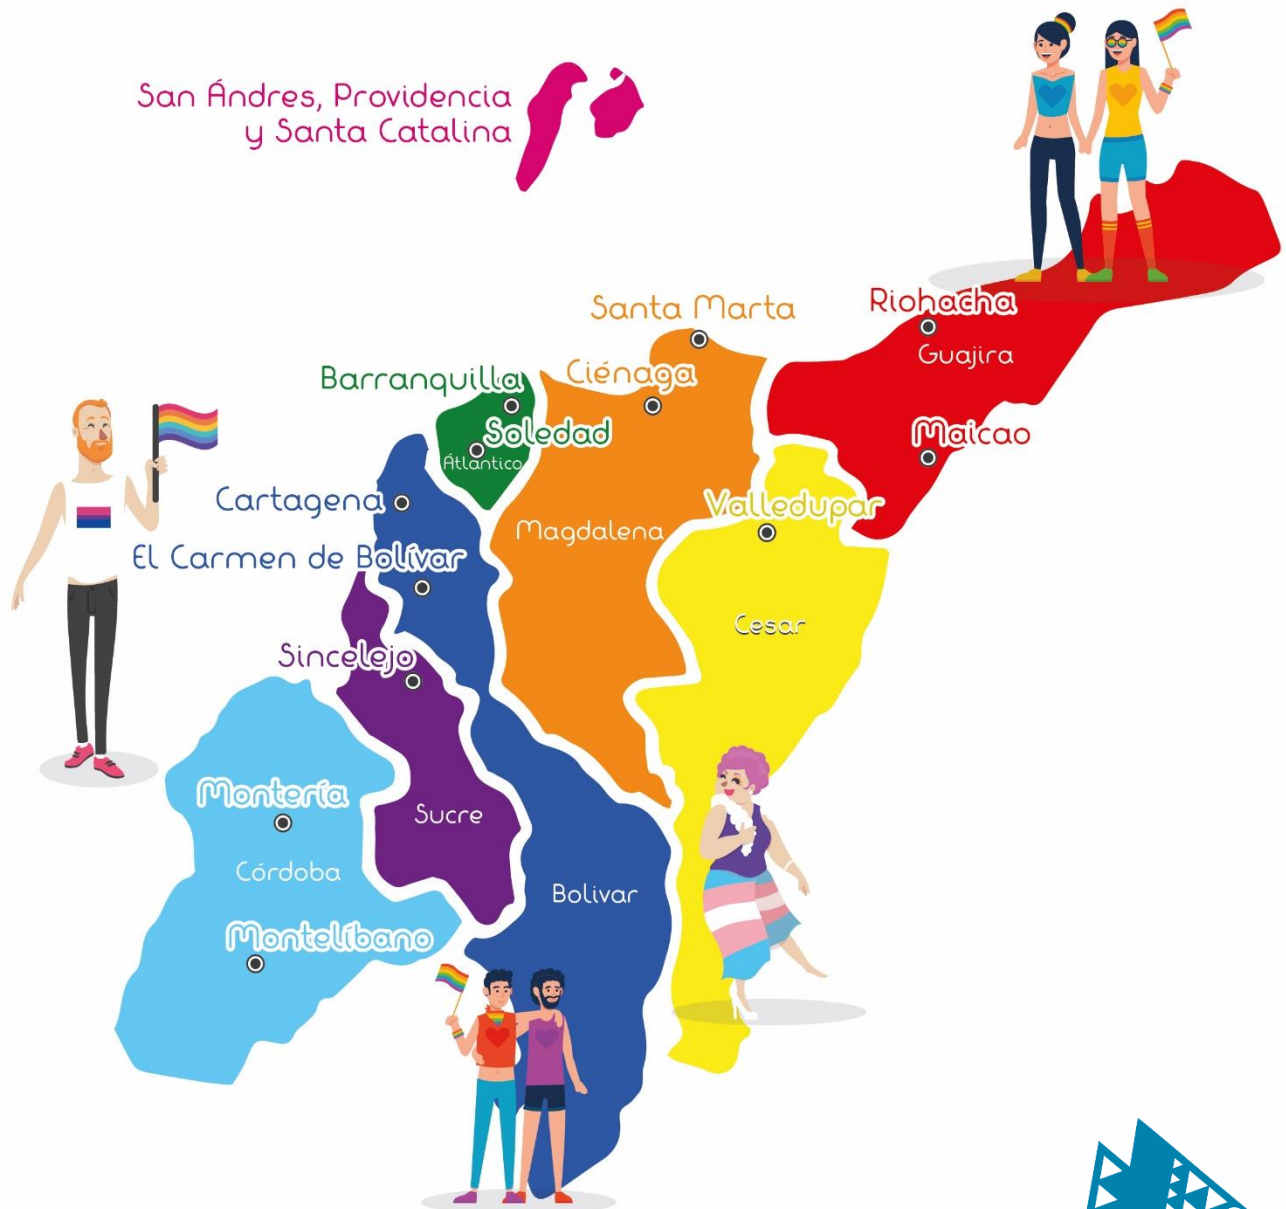 San Ándres, Providencia
y Santa Catalina
Santa Marta
Riohacha
Guajira
Barranquilla
Ciénaga
Soledad
Átlantico
Maicao
Cartagena
Valledupar
Magdalena
El Carmen de Bolívar
Cesar
Sincelejo
Montería
Sucre
Córdoba
Bolivar
Montelíbano